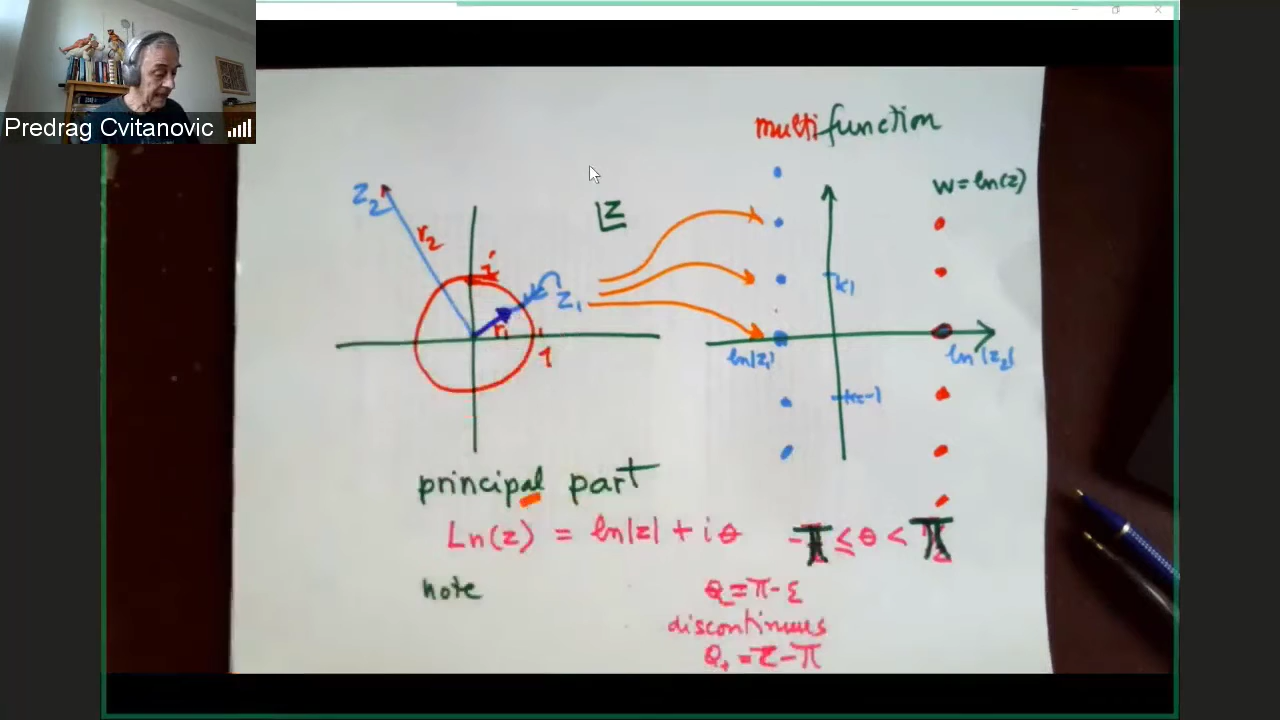 Predrag Cvitanovic
multifunction
w = ln(z)
z₂
r₂
z
i
z₁
r₁
1
k1
ln|z₁|
ln|z₂|
k=-1
principal part
Ln(z) = ln|z| + iθ -π ≤ θ < π
note
θ₋ = π - ε
discontinuus
θ₊ = ε - π